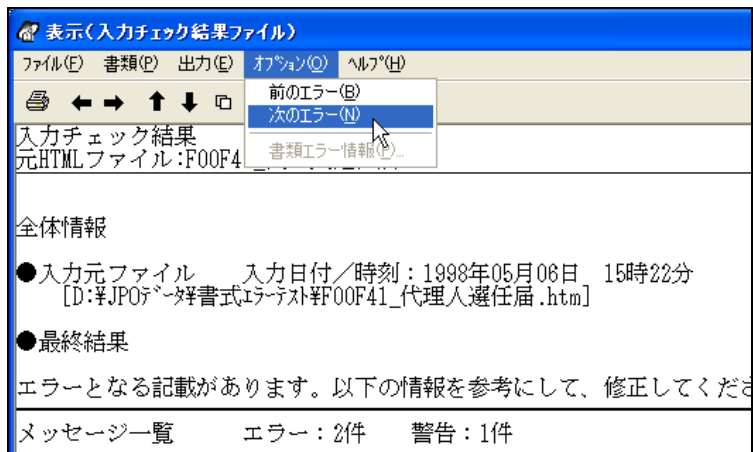 表示(入力チェック結果ファイル)
ファイル(F) 書類(P) 出力(E) オプション(O) ヘルプ(H)
前のエラー(B)
次のエラー(N)
書類エラー情報(P)...
入力チェック結果
元HTMLファイル:F00F4
全体情報
●入力元ファイル 入力日付/時刻:1998年05月06日 15時22分
[D:¥JPOデータ¥書式エラーテスト¥F00F41_代理人選任届.htm]
●最終結果
エラーとなる記載があります。以下の情報を参考にして、修正してくださ
メッセージ一覧 エラー:2件 警告:1件